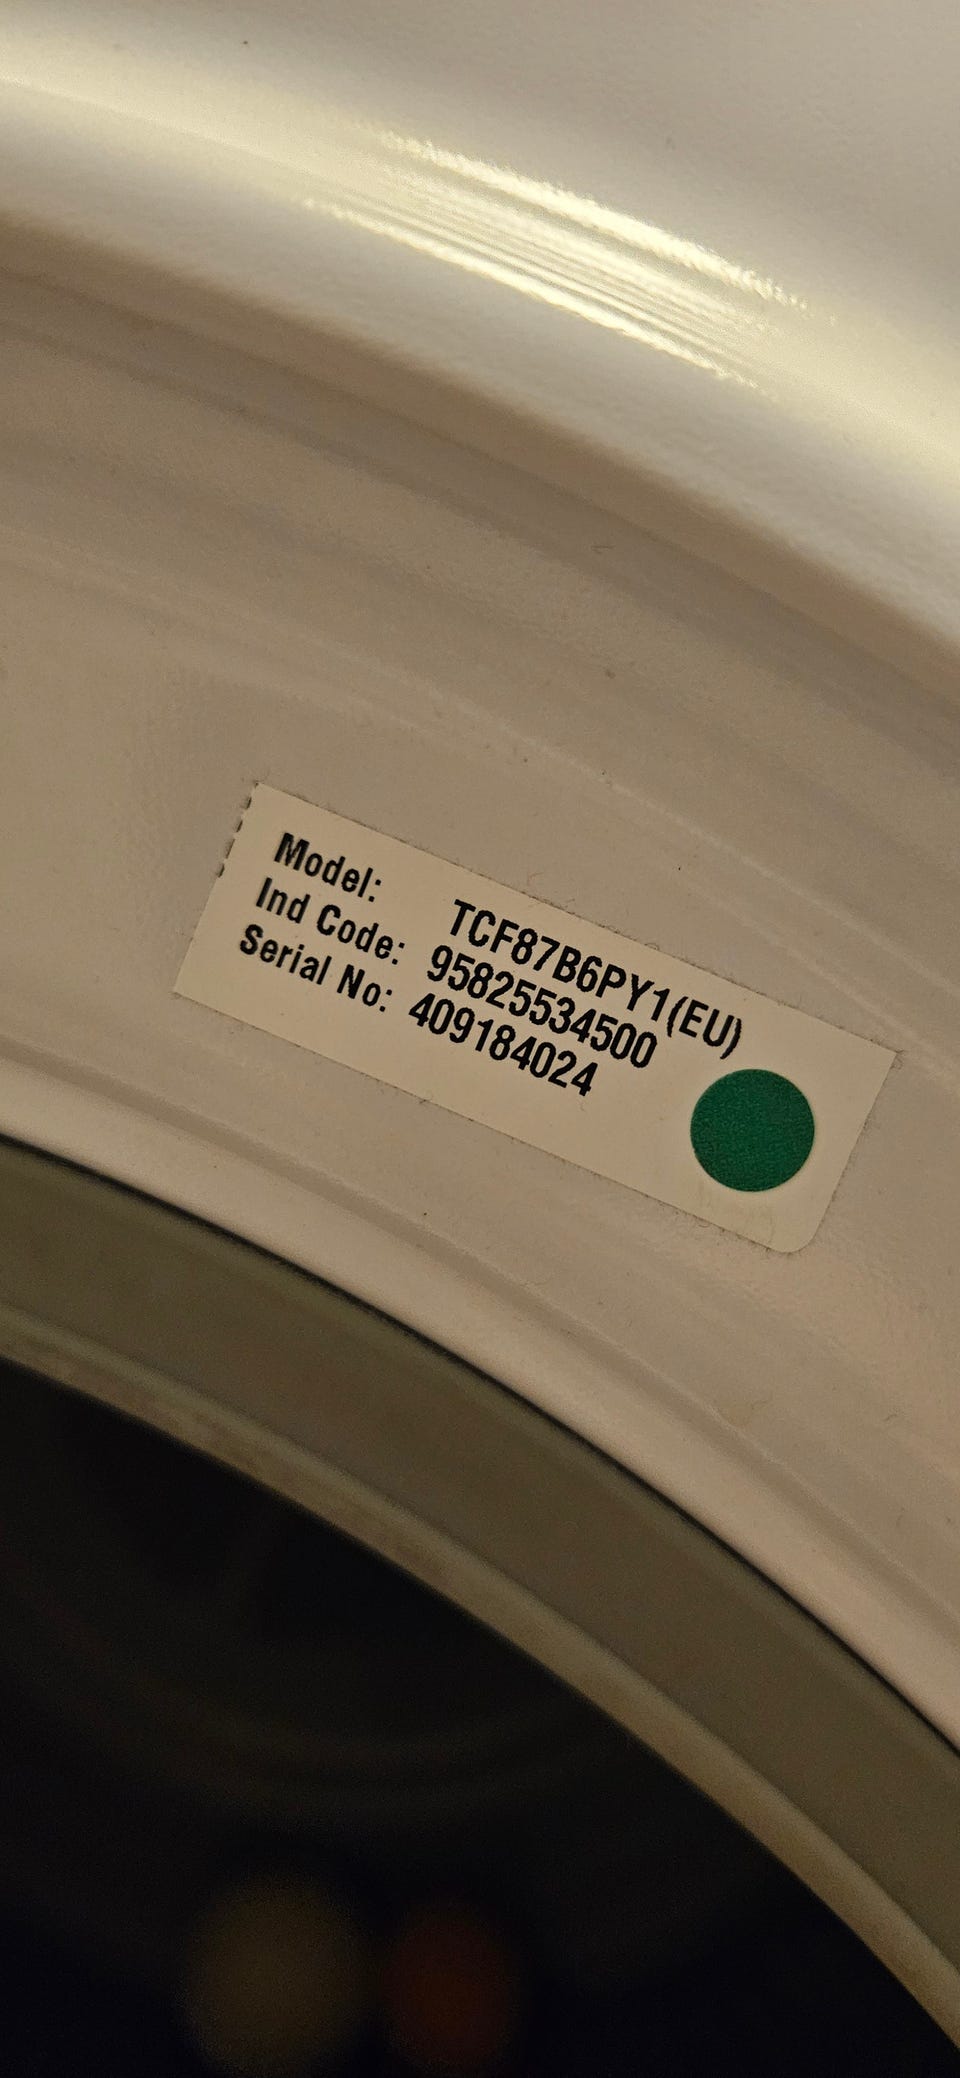 Model: TCF87B6PY1(EU)
Ind Code: 95825534500
Serial No: 409184024